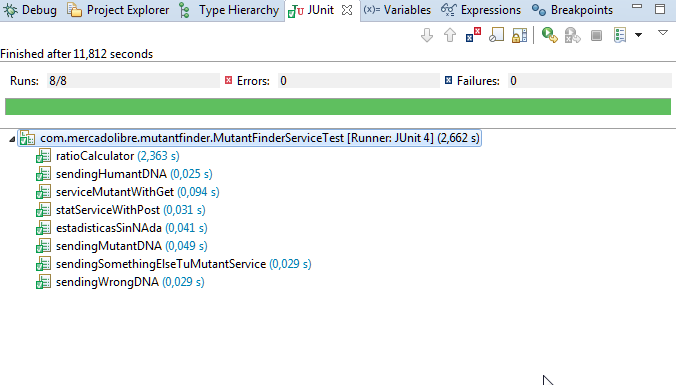 Debug Project Explorer Type Hierarchy JUnit Variables Expressions Breakpoints
Finished after 11,812 seconds
Runs: 8/8 Errors: 0 Failures: 0
com.mercadolibre.mutantfinder.MutantFinderServiceTest [Runner: JUnit 4] (2,662 s)
ratioCalculator (2,363 s)
sendingHumantDNA (0,025 s)
serviceMutantWithGet (0,094 s)
statServiceWithPost (0,031 s)
estadisticasSinNAda (0,041 s)
sendingMutantDNA (0,049 s)
sendingSomethingElseTuMutantService (0,029 s)
sendingWrongDNA (0,029 s)